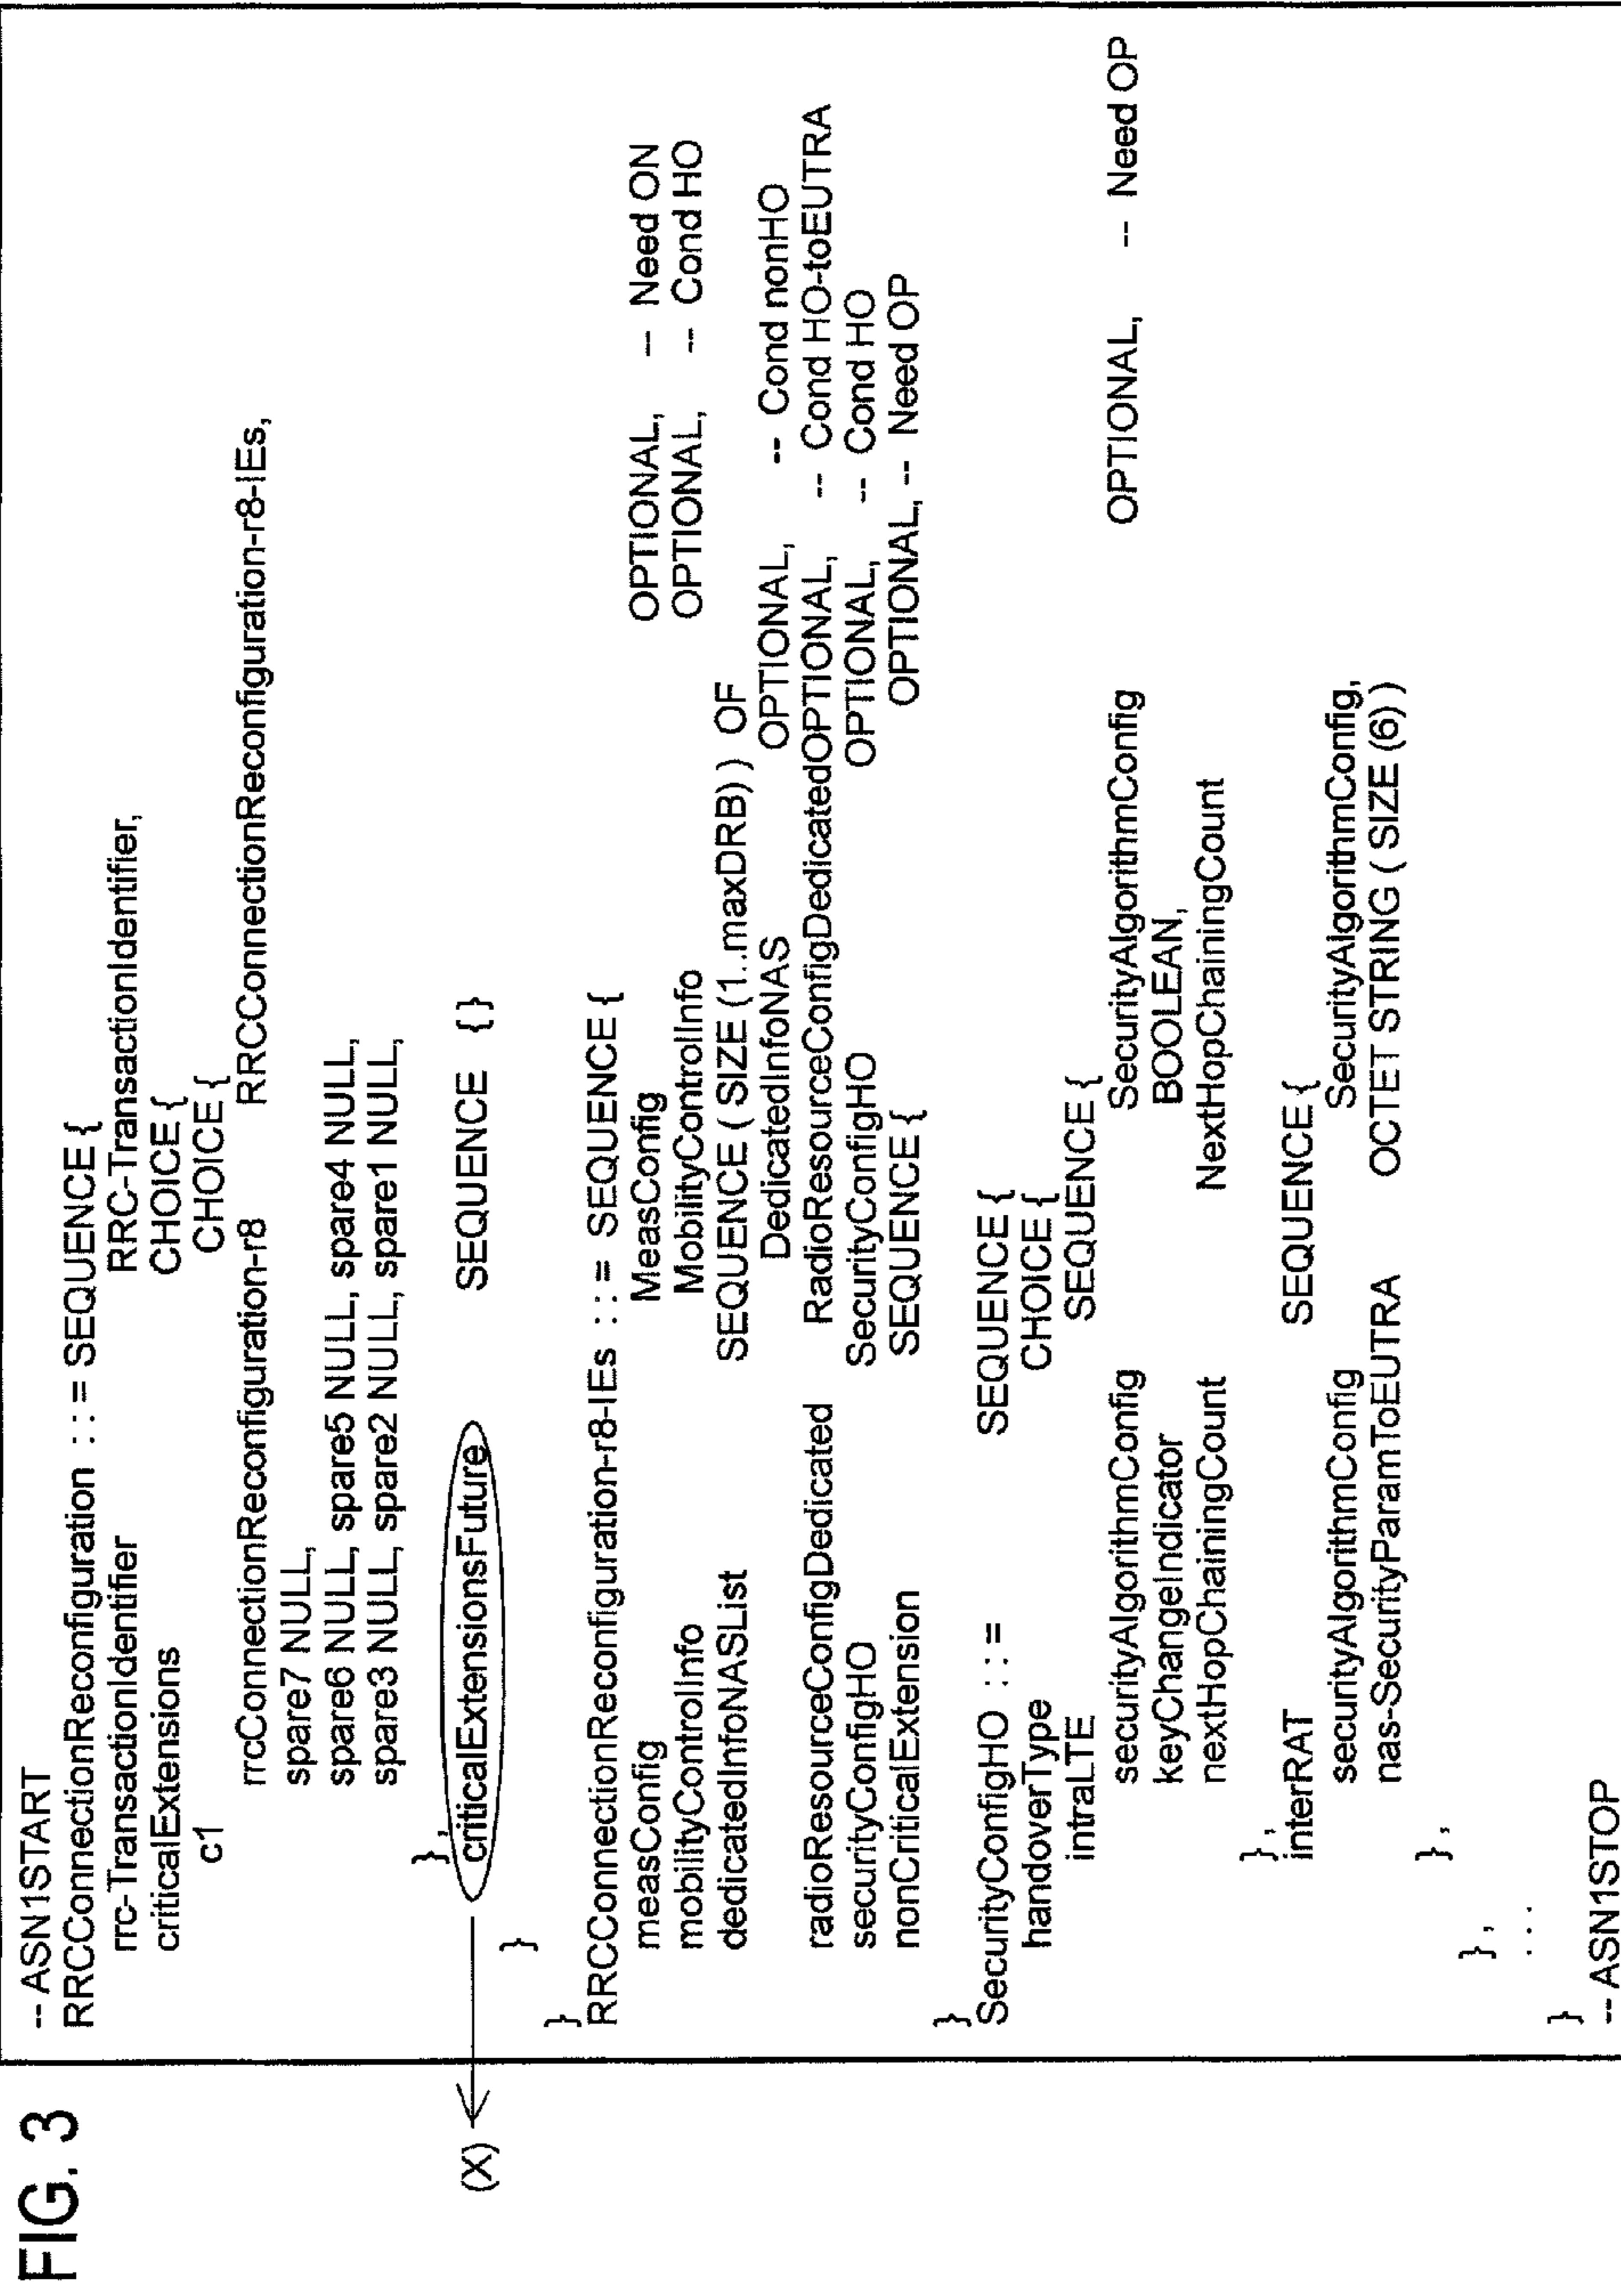 FIG. 3
-- ASN1START
RRCConnectionReconfiguration : : = SEQUENCE {
rrc-TransactionIdentifier RRC-TransactionIdentifier,
criticalExtensions CHOICE {
c1 CHOICE {
rrcConnectionReconfiguration-r8 RRCConnectionReconfiguration-r8-IEs,
spare7 NULL,
spare6 NULL, spare5 NULL, spare4 NULL,
spare3 NULL, spare2 NULL, spare1 NULL,
},
(X) criticalExtensionsFuture SEQUENCE {}
}
}
RRCConnectionReconfiguration-r8-IEs : : = SEQUENCE {
measConfig MeasConfig OPTIONAL, -- Need ON
mobilityControlInfo MobilityControlInfo OPTIONAL, -- Cond HO
dedicatedInfoNASList SEQUENCE ( SIZE (1..maxDRB) ) OF
DedicatedInfoNAS OPTIONAL, -- Cond nonHO
radioResourceConfigDedicated RadioResourceConfigDedicatedOPTIONAL, -- Cond HO-toEUTRA
securityConfigHO SecurityConfigHO OPTIONAL, -- Cond HO
nonCriticalExtension SEQUENCE { OPTIONAL, -- Need OP
}
SecurityConfigHO : : = SEQUENCE {
handoverType CHOICE {
intraLTE SEQUENCE {
securityAlgorithmConfig SecurityAlgorithmConfig OPTIONAL, -- Need OP
keyChangeIndicator BOOLEAN,
nextHopChainingCount NextHopChainingCount
},
interRAT SEQUENCE {
securityAlgorithmConfig SecurityAlgorithmConfig,
nas-SecurityParamToEUTRA OCTET STRING ( SIZE (6) )
},
},
. . .
}
-- ASN1STOP